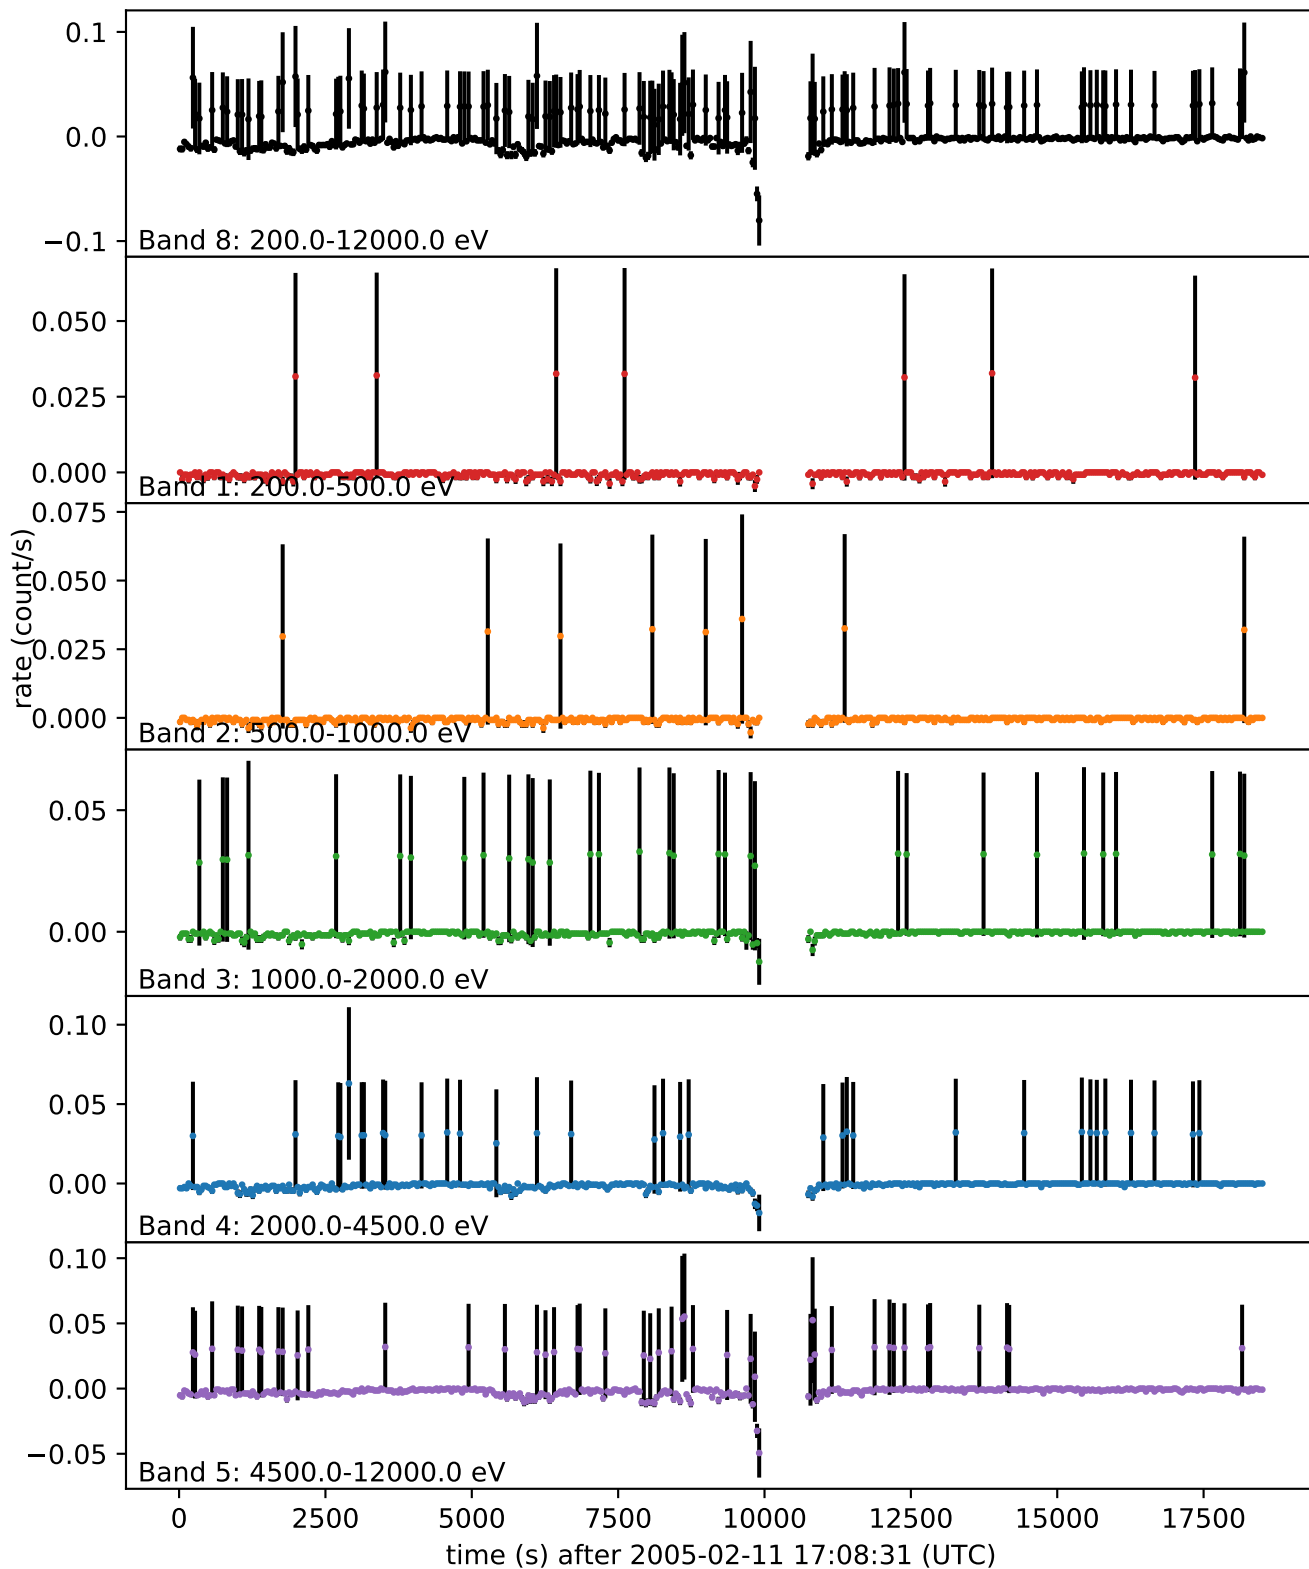 0.1
0.0
−0.1
Band 8: 200.0-12000.0 eV
0.050
0.025
0.000
Band 1: 200.0-500.0 eV
rate (count/s)
0.075
0.050
0.025
0.000
Band 2: 500.0-1000.0 eV
0.05
0.00
Band 3: 1000.0-2000.0 eV
0.10
0.05
0.00
Band 4: 2000.0-4500.0 eV
0.10
0.05
0.00
−0.05
Band 5: 4500.0-12000.0 eV
0 2500 5000 7500 10000 12500 15000 17500
time (s) after 2005-02-11 17:08:31 (UTC)